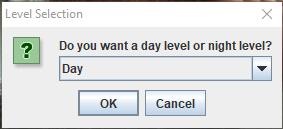 Level Selection
Do you want a day level or night level?
Day
OK
Cancel